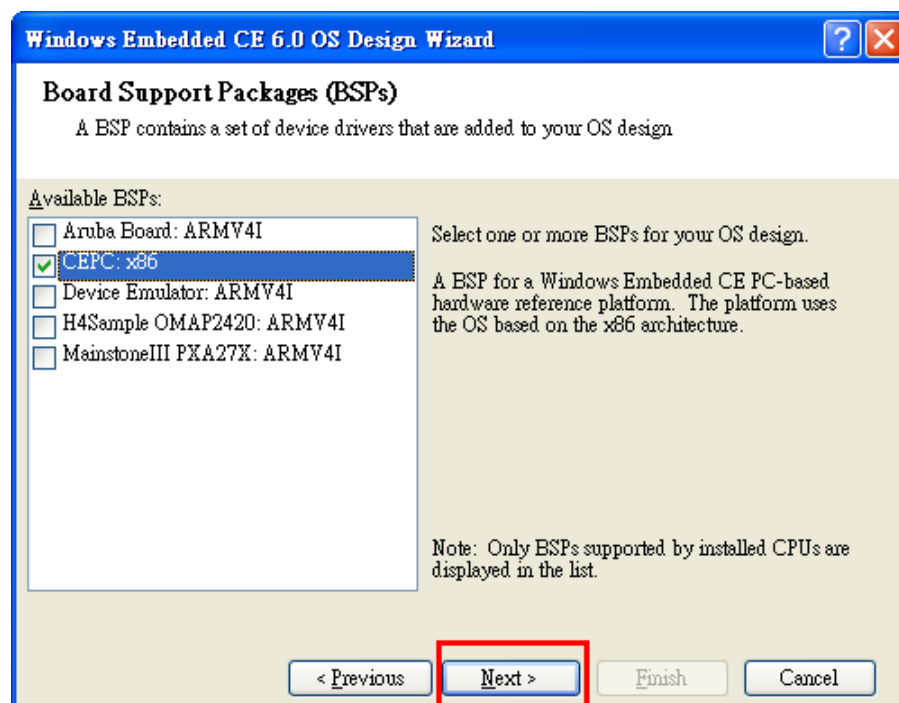 Windows Embedded CE 6.0 OS Design Wizard
Board Support Packages (BSPs)
A BSP contains a set of device drivers that are added to your OS design
Available BSPs:
Aruba Board: ARMV4I
CEPC: x86
Device Emulator: ARMV4I
H4Sample OMAP2420: ARMV4I
MainstoneIII PXA27X: ARMV4I
Select one or more BSPs for your OS design.
A BSP for a Windows Embedded CE PC-based
hardware reference platform. The platform uses
the OS based on the x86 architecture.
Note: Only BSPs supported by installed CPUs are
displayed in the list.
< Previous
Next >
Finish
Cancel